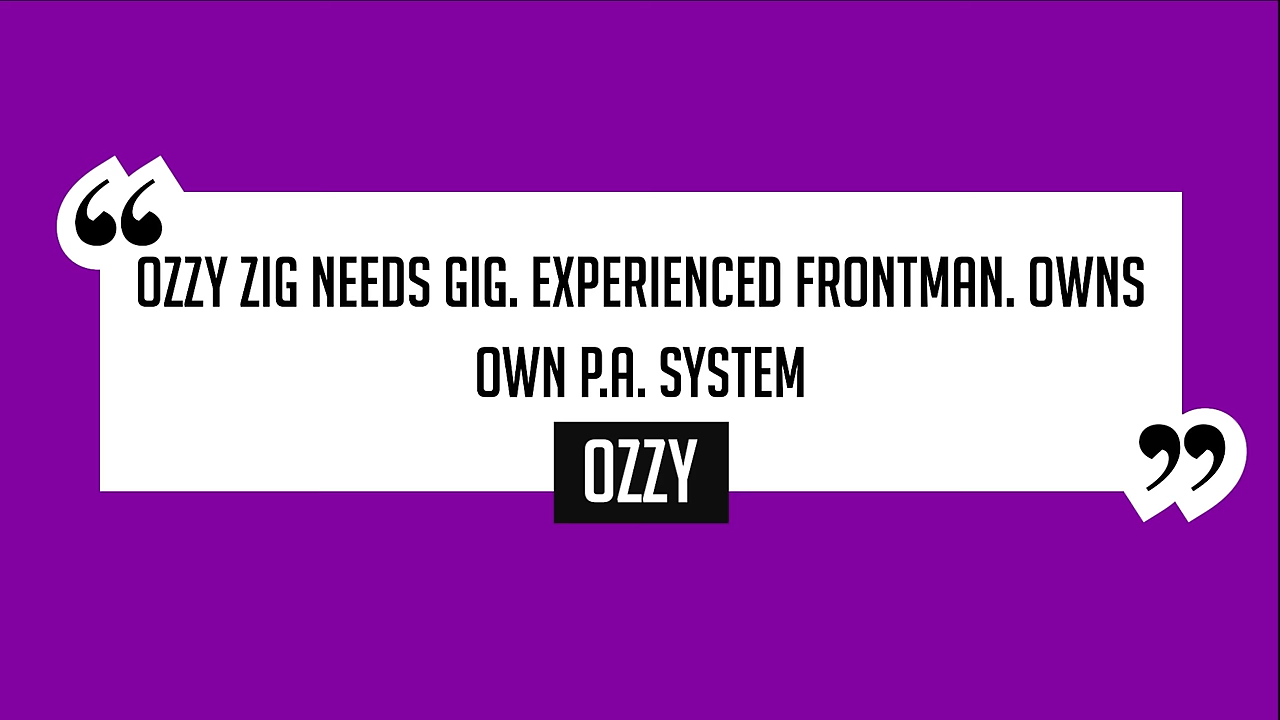 “
OZZY ZIG NEEDS GIG. EXPERIENCED FRONTMAN. OWNS
OWN P.A. SYSTEM
”
OZZY